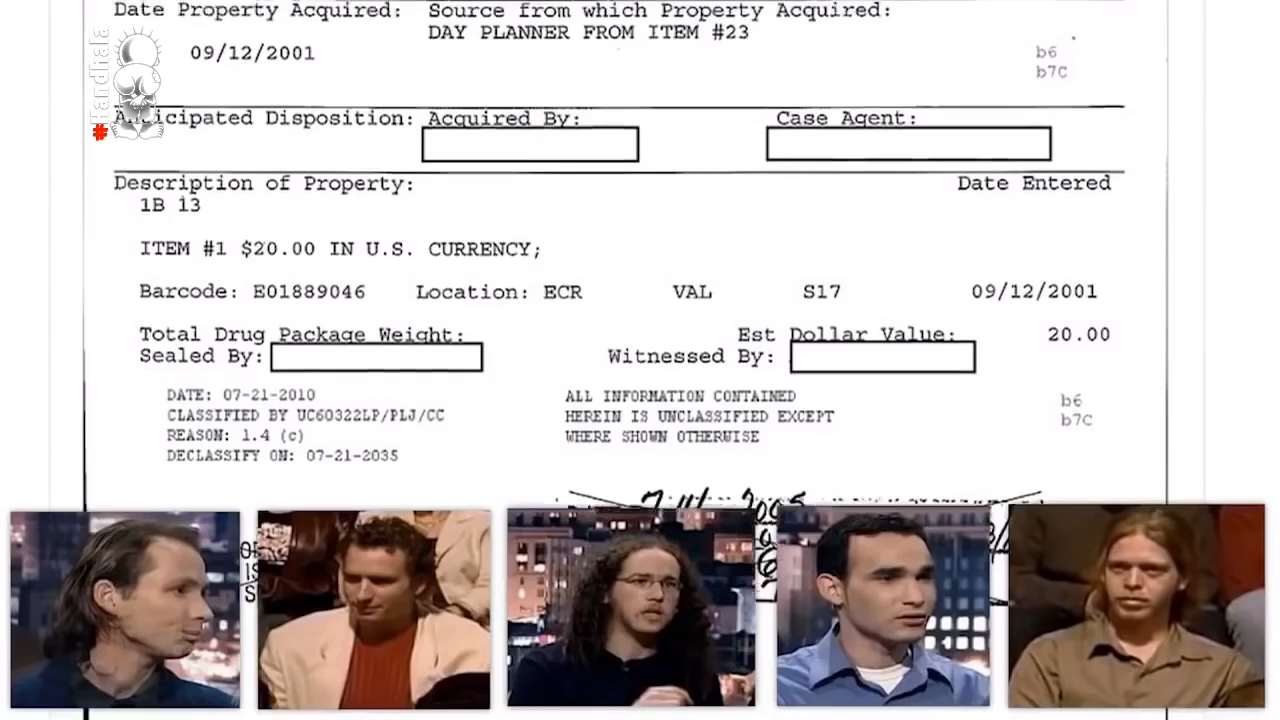 Date Property Acquired: Source from which Property Acquired:
DAY PLANNER FROM ITEM #23
09/12/2001
b6
b7C
#Handhala
Anticipated Disposition: Acquired By: Case Agent:
Description of Property: Date Entered
1B 13
ITEM #1 $20.00 IN U.S. CURRENCY;
Barcode: E01889046 Location: ECR VAL S17 09/12/2001
Total Drug Package Weight: Est Dollar Value: 20.00
Sealed By: Witnessed By:
DATE: 07-21-2010
CLASSIFIED BY UC60322LP/PLJ/CC
REASON: 1.4 (c)
DECLASSIFY ON: 07-21-2035
ALL INFORMATION CONTAINED
HEREIN IS UNCLASSIFIED EXCEPT
WHERE SHOWN OTHERWISE
b6
b7C